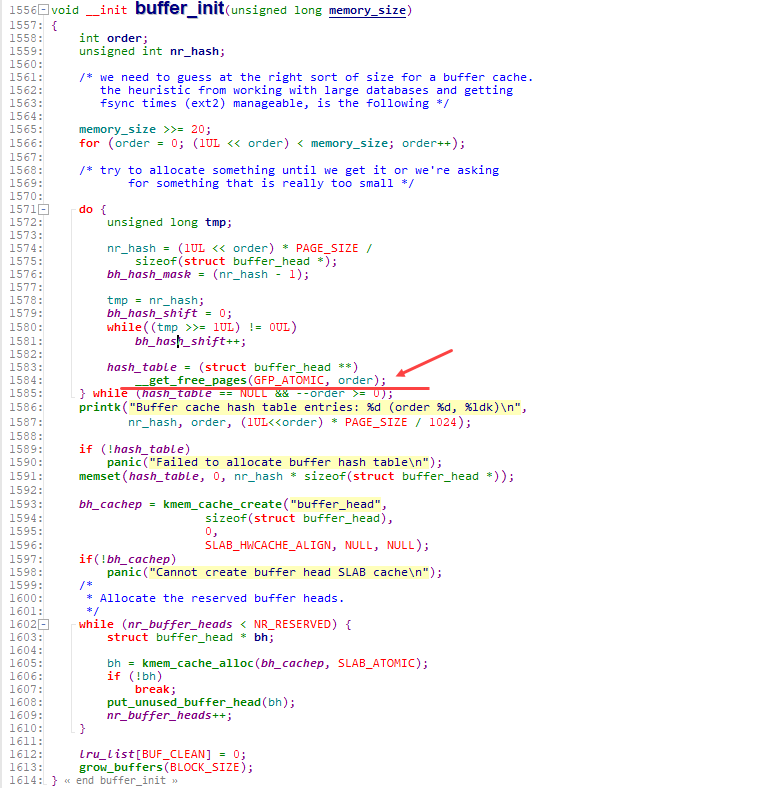 1556: void __init buffer_init(unsigned long memory_size)
1557: {
1558:     int order;
1559:     unsigned int nr_hash;
1560:
1561:     /* we need to guess at the right sort of size for a buffer cache.
1562:        the heuristic from working with large databases and getting
1563:        fsync times (ext2) manageable, is the following */
1564:
1565:     memory_size >>= 20;
1566:     for (order = 0; (1UL << order) < memory_size; order++);
1567:
1568:     /* try to allocate something until we get it or we're asking
1569:            for something that is really too small */
1570:
1571:     do {
1572:         unsigned long tmp;
1573:
1574:         nr_hash = (1UL << order) * PAGE_SIZE /
1575:             sizeof(struct buffer_head *);
1576:         bh_hash_mask = (nr_hash - 1);
1577:
1578:         tmp = nr_hash;
1579:         bh_hash_shift = 0;
1580:         while((tmp >>= 1UL) != 0UL)
1581:             bh_hash_shift++;
1582:
1583:         hash_table = (struct buffer_head **)
1584:             __get_free_pages(GFP_ATOMIC, order);
1585:     } while (hash_table == NULL && --order >= 0);
1586:     printk("Buffer cache hash table entries: %d (order %d, %ldk)\n",
1587:            nr_hash, order, (1UL<<order) * PAGE_SIZE / 1024);
1588:
1589:     if (!hash_table)
1590:         panic("Failed to allocate buffer hash table\n");
1591:     memset(hash_table, 0, nr_hash * sizeof(struct buffer_head *));
1592:
1593:     bh_cachep = kmem_cache_create("buffer_head",
1594:                       sizeof(struct buffer_head),
1595:                       0,
1596:                       SLAB_HWCACHE_ALIGN, NULL, NULL);
1597:     if(!bh_cachep)
1598:         panic("Cannot create buffer head SLAB cache\n");
1599:     /*
1600:      * Allocate the reserved buffer heads.
1601:      */
1602:     while (nr_buffer_heads < NR_RESERVED) {
1603:         struct buffer_head * bh;
1604:
1605:         bh = kmem_cache_alloc(bh_cachep, SLAB_ATOMIC);
1606:         if (!bh)
1607:             break;
1608:         put_unused_buffer_head(bh);
1609:         nr_buffer_heads++;
1610:     }
1611:
1612:     lru_list[BUF_CLEAN] = 0;
1613:     grow_buffers(BLOCK_SIZE);
1614: } « end buffer_init »